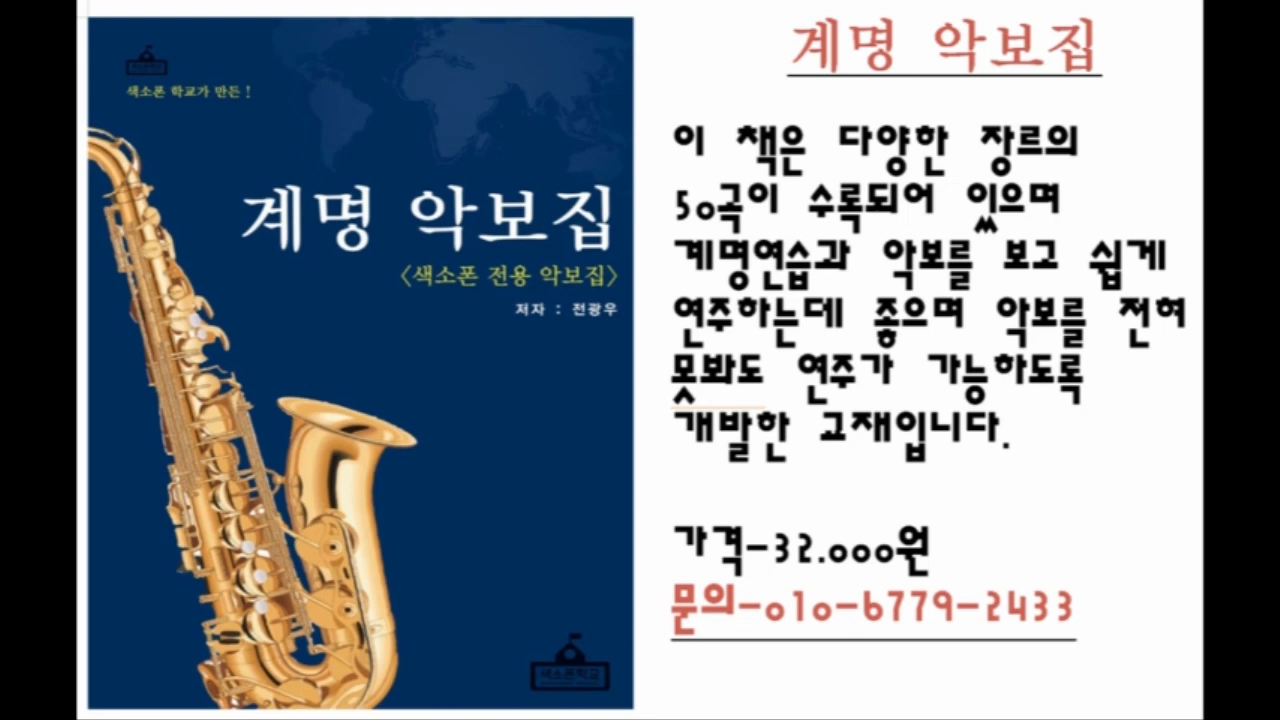 색소폰 학교가 만든 !
계명 악보집
<색소폰 전용 악보집>
저자 : 전광우
색소폰학교
계명 악보집
이 책은 다양한 장르의
50곡이 수록되어 있으며
계명연습과 악보를 보고 쉽게
연주하는데 좋으며 악보를 전혀
못봐도 연주가 가능하도록
개발한 교재입니다.
가격-32.000원
문의-010-6779-2433